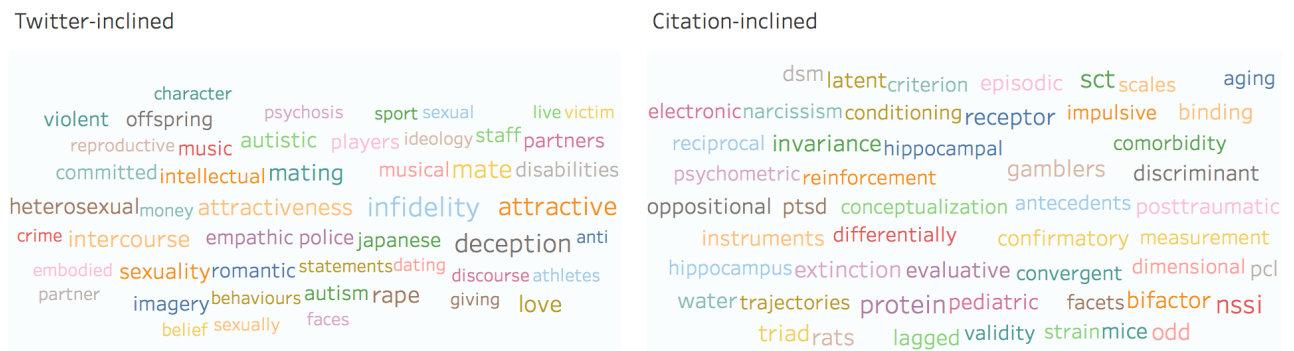 Twitter-inclined
character
violent offspring psychosis sport sexual live victim
reproductive music autistic players ideology staff partners
committed intellectual mating musical mate disabilities
heterosexual money attractiveness infidelity attractive
crime intercourse empathic police japanese deception anti
embodied sexuality romantic statements dating discourse athletes
partner imagery behaviours autism rape giving love
belief sexually faces
Citation-inclined
dsm latent criterion episodic sct scales aging
electronic narcissism conditioning receptor impulsive binding
reciprocal invariance hippocampal comorbidity
psychometric reinforcement gamblers discriminant
oppositional ptsd conceptualization antecedents posttraumatic
instruments differentially confirmatory measurement
hippocampus extinction evaluative convergent dimensional pcl
water trajectories protein pediatric facets bifactor nssi
triad rats lagged validity strain mice odd